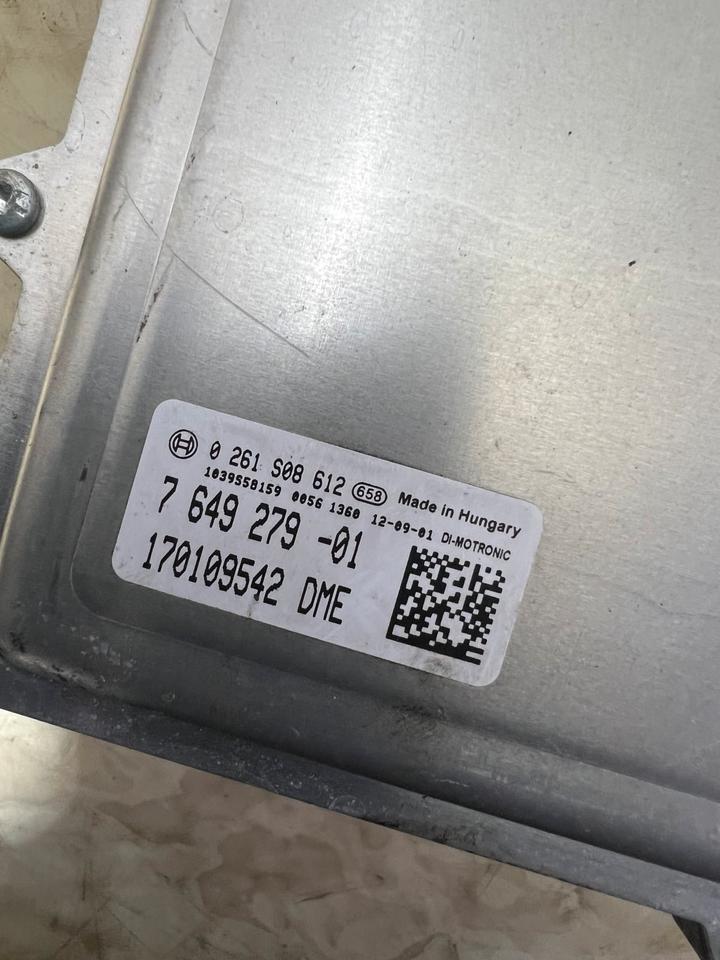 0 261 S08 612 658 Made in Hungary
1039S58159 0056 1360 12-09-01 DI-MOTRONIC
7 649 279 -01
170109542 DME